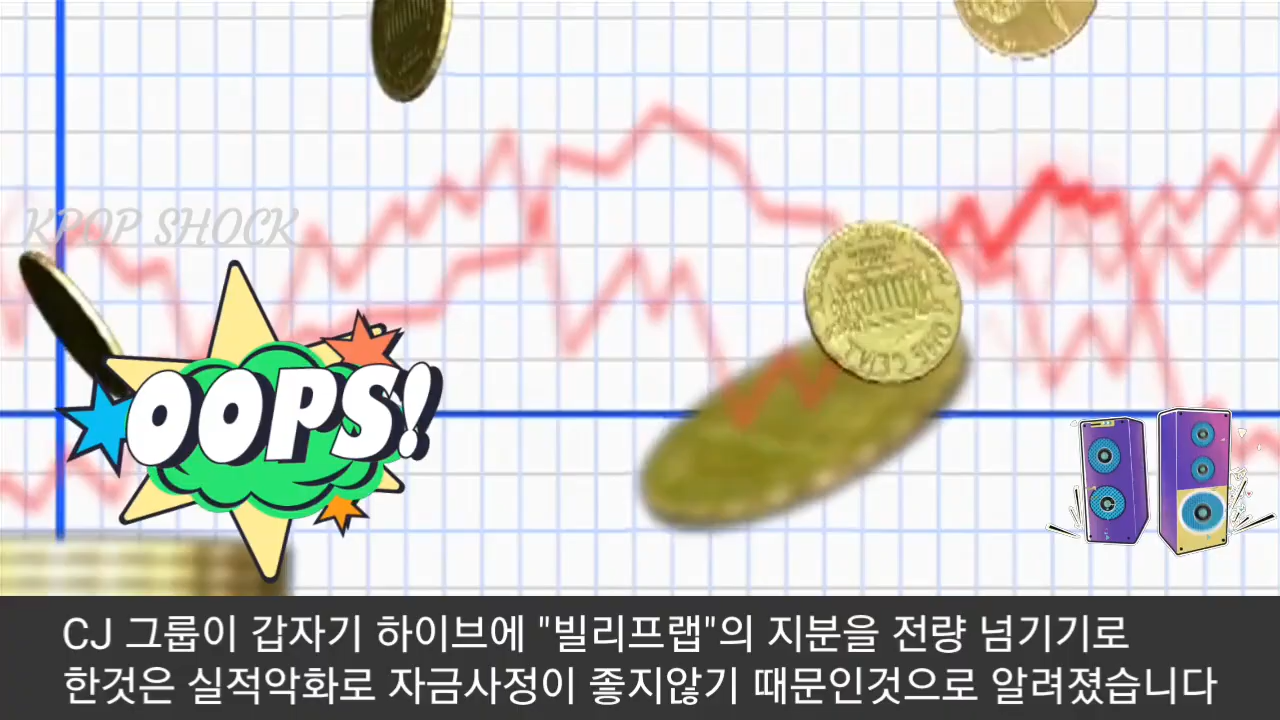 KPOP SHOCK
ONE CENT
OOPS!
CJ 그룹이 갑자기 하이브에 "빌리프랩"의 지분을 전량 넘기기로
한것은 실적악화로 자금사정이 좋지않기 때문인것으로 알려졌습니다